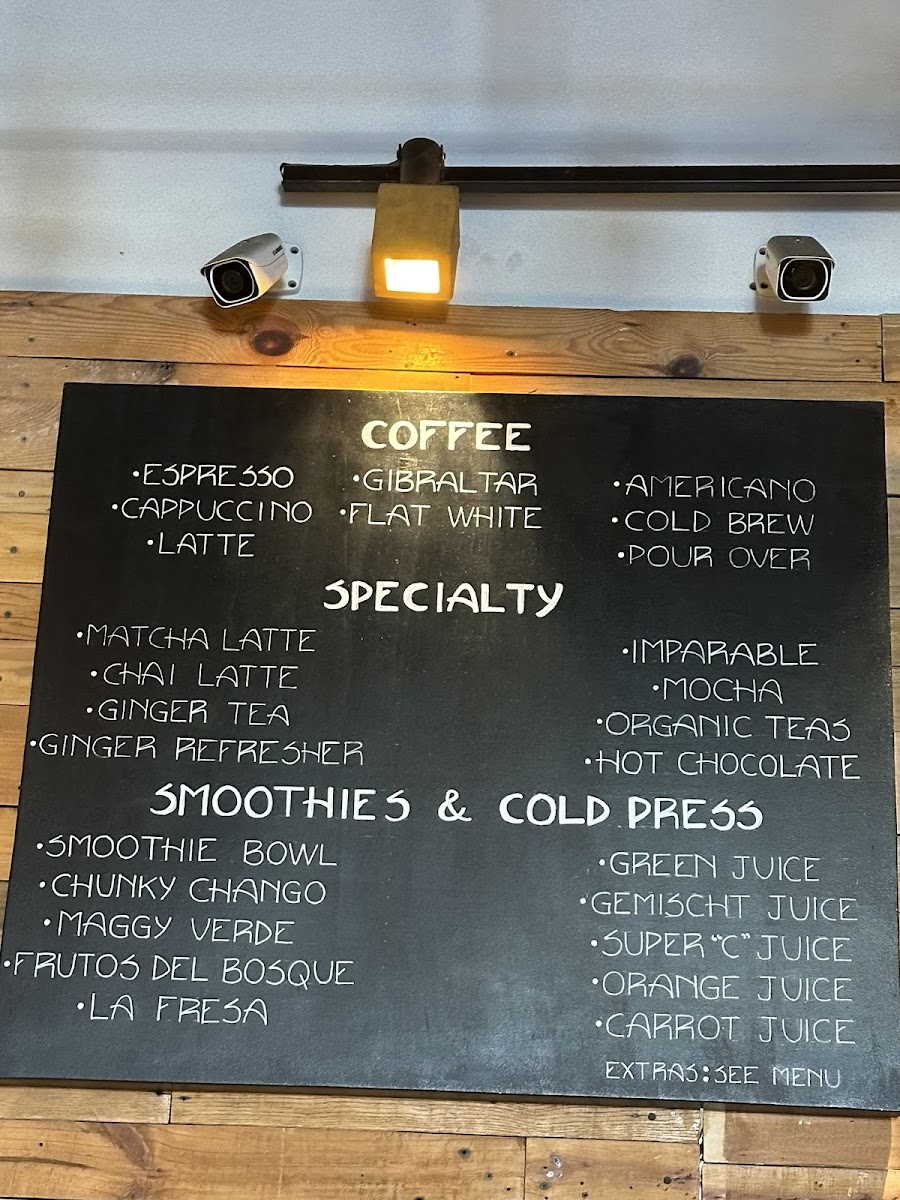 COFFEE
•ESPRESSO
•CAPPUCCINO
•LATTE
•GIBRALTAR
•FLAT WHITE
•AMERICANO
•COLD BREW
•POUR OVER
SPECIALTY
•MATCHA LATTE
•CHAI LATTE
•GINGER TEA
•GINGER REFRESHER
•IMPARABLE
•MOCHA
•ORGANIC TEAS
•HOT CHOCOLATE
SMOOTHIES & COLD PRESS
•SMOOTHIE BOWL
•CHUNKY CHANGO
•MAGGY VERDE
•FRUTOS DEL BOSQUE
•LA FRESA
•GREEN JUICE
•GEMISCHT JUICE
•SUPER "C" JUICE
•ORANGE JUICE
•CARROT JUICE
EXTRAS:SEE MENU